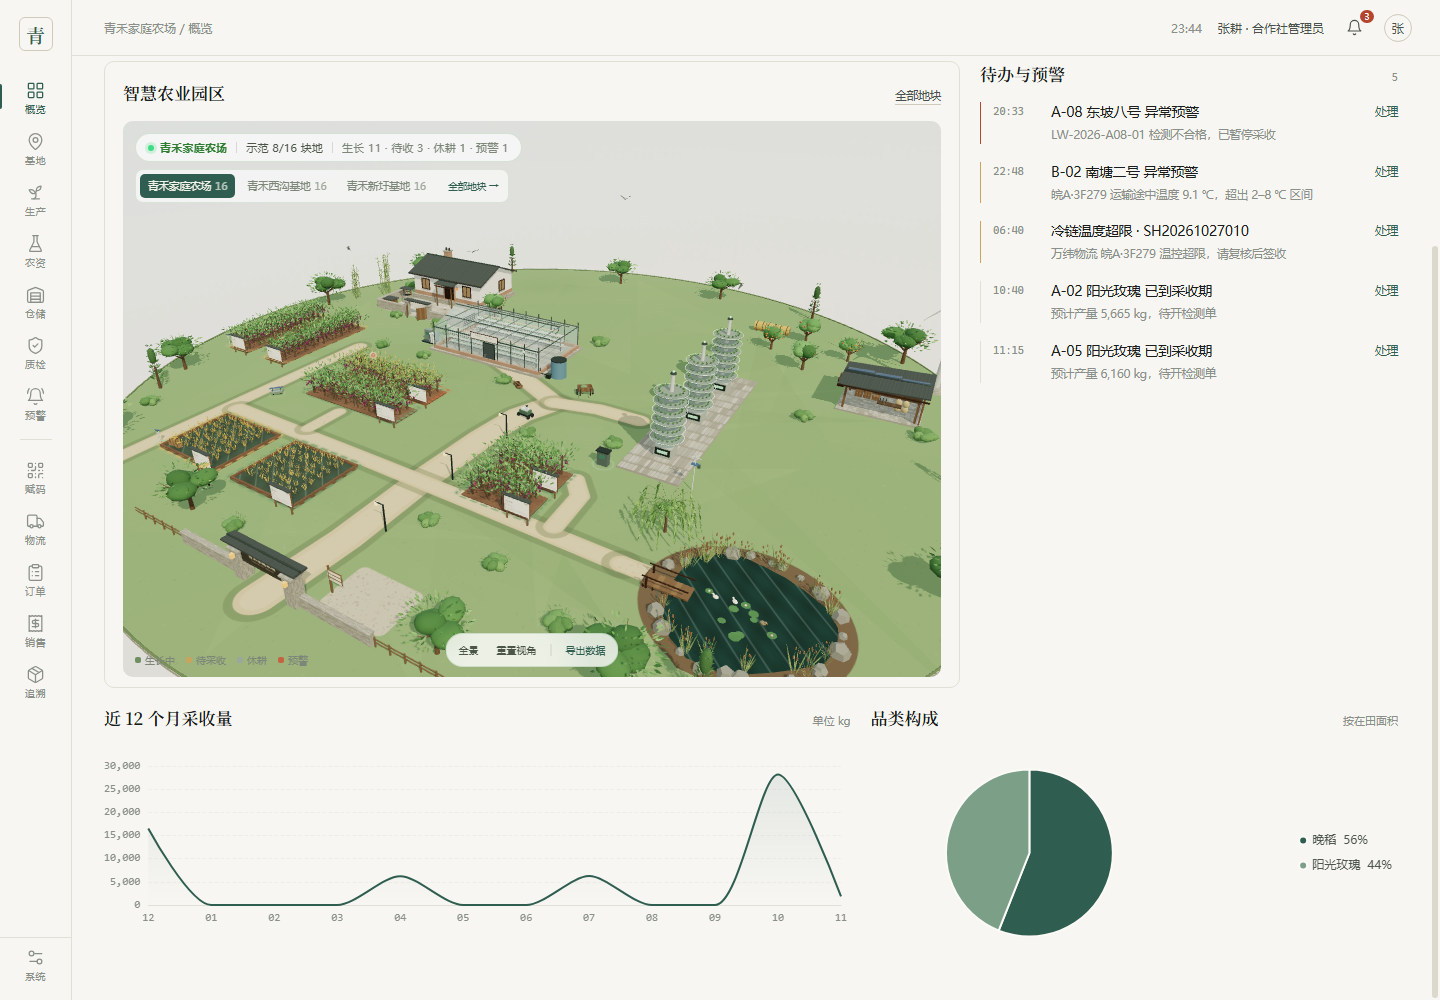 青
青禾家庭农场 / 概览
23:44
张耕 · 合作社管理员
3
张
概览
基地
生产
农资
仓储
质检
预警
赋码
物流
订单
销售
追溯
系统
智慧农业园区
全部地块
青禾家庭农场
示范 8/16 块地
生长 11 · 待收 3 · 休耕 1 · 预警 1
青禾家庭农场 16
青禾西沟基地 16
青禾新圩基地 16
全部地块 →
生长中
待采收
休耕
预警
全景
重置视角
导出数据
待办与预警
5
20:33
A-08 东坡八号 异常预警
处理
LW-2026-A08-01 检测不合格，已暂停采收
22:48
B-02 南塘二号 异常预警
处理
皖A·3F279 运输途中温度 9.1 ℃，超出 2–8 ℃ 区间
06:40
冷链温度超限 · SH20261027010
处理
万纬物流 皖A·3F279 温控超限，请复核后签收
10:40
A-02 阳光玫瑰 已到采收期
处理
预计产量 5,665 kg，待开检测单
11:15
A-05 阳光玫瑰 已到采收期
处理
预计产量 6,160 kg，待开检测单
近 12 个月采收量
单位 kg
30,000
25,000
20,000
15,000
10,000
5,000
0
12 01 02 03 04 05 06 07 08 09 10 11
品类构成
按在田面积
晚稻 56%
阳光玫瑰 44%